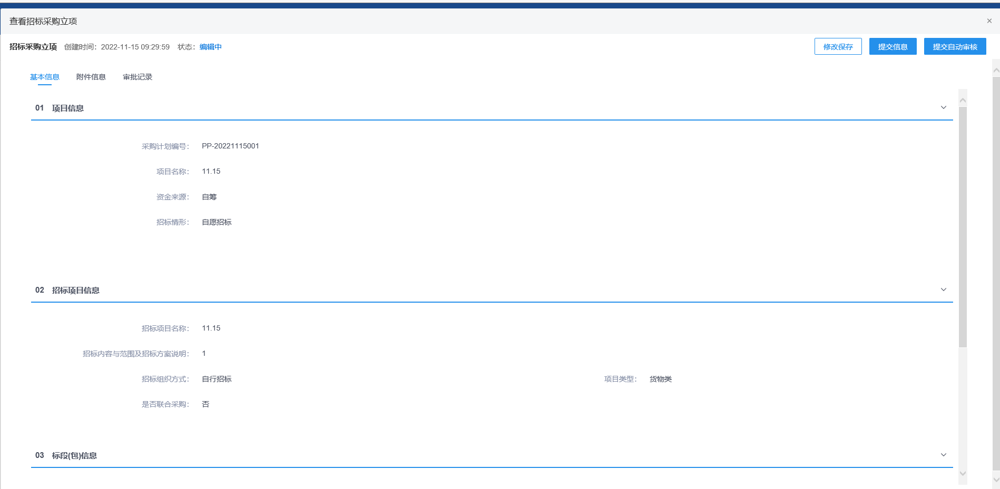 查看招标采购立项
×
招标采购立项 创建时间：2022-11-15 09:29:59 状态：编辑中 修改保存 提交信息 提交自动审核
基本信息 附件信息 审批记录
01 项目信息
采购计划编号： PP-20221115001
项目名称： 11.15
资金来源： 自筹
招标情形： 自愿招标
02 招标项目信息
招标项目名称： 11.15
招标内容与范围及招标方案说明： 1
招标组织方式： 自行招标 项目类型： 货物类
是否联合采购： 否
03 标段(包)信息